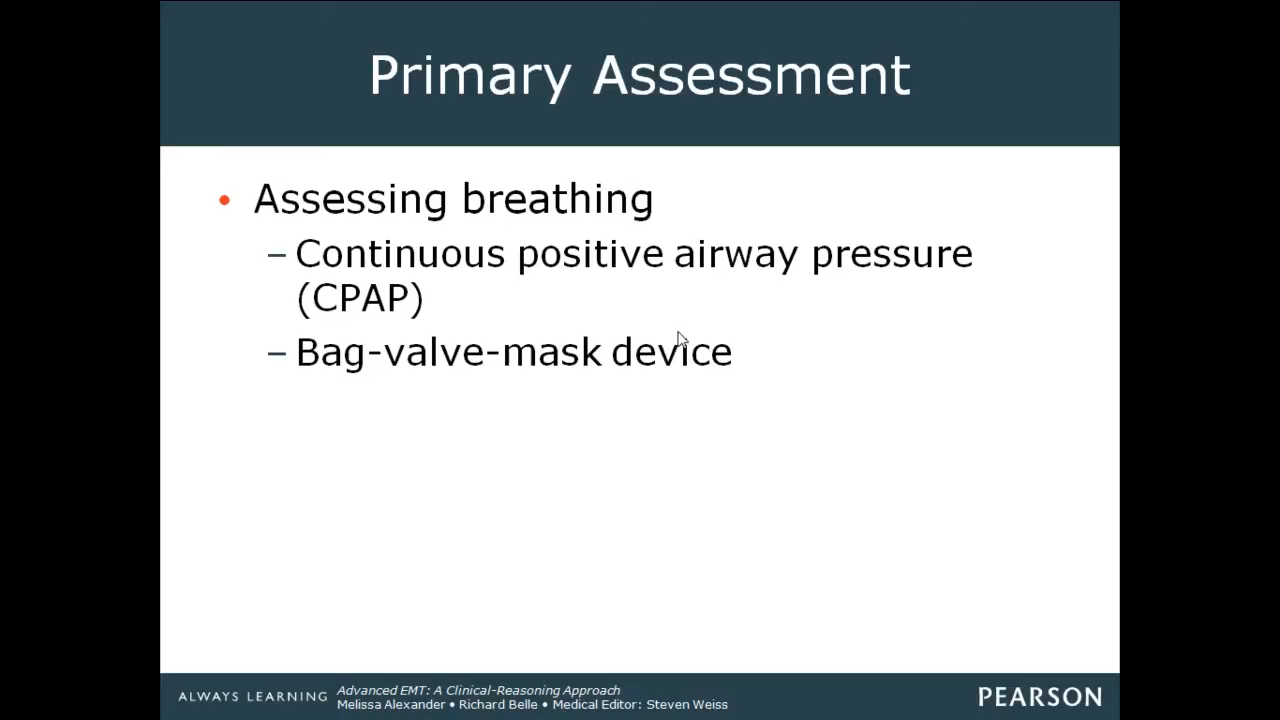 Primary Assessment
• Assessing breathing
– Continuous positive airway pressure
(CPAP)
– Bag-valve-mask device
ALWAYS LEARNING
Advanced EMT: A Clinical-Reasoning Approach
Melissa Alexander • Richard Belle • Medical Editor: Steven Weiss
PEARSON